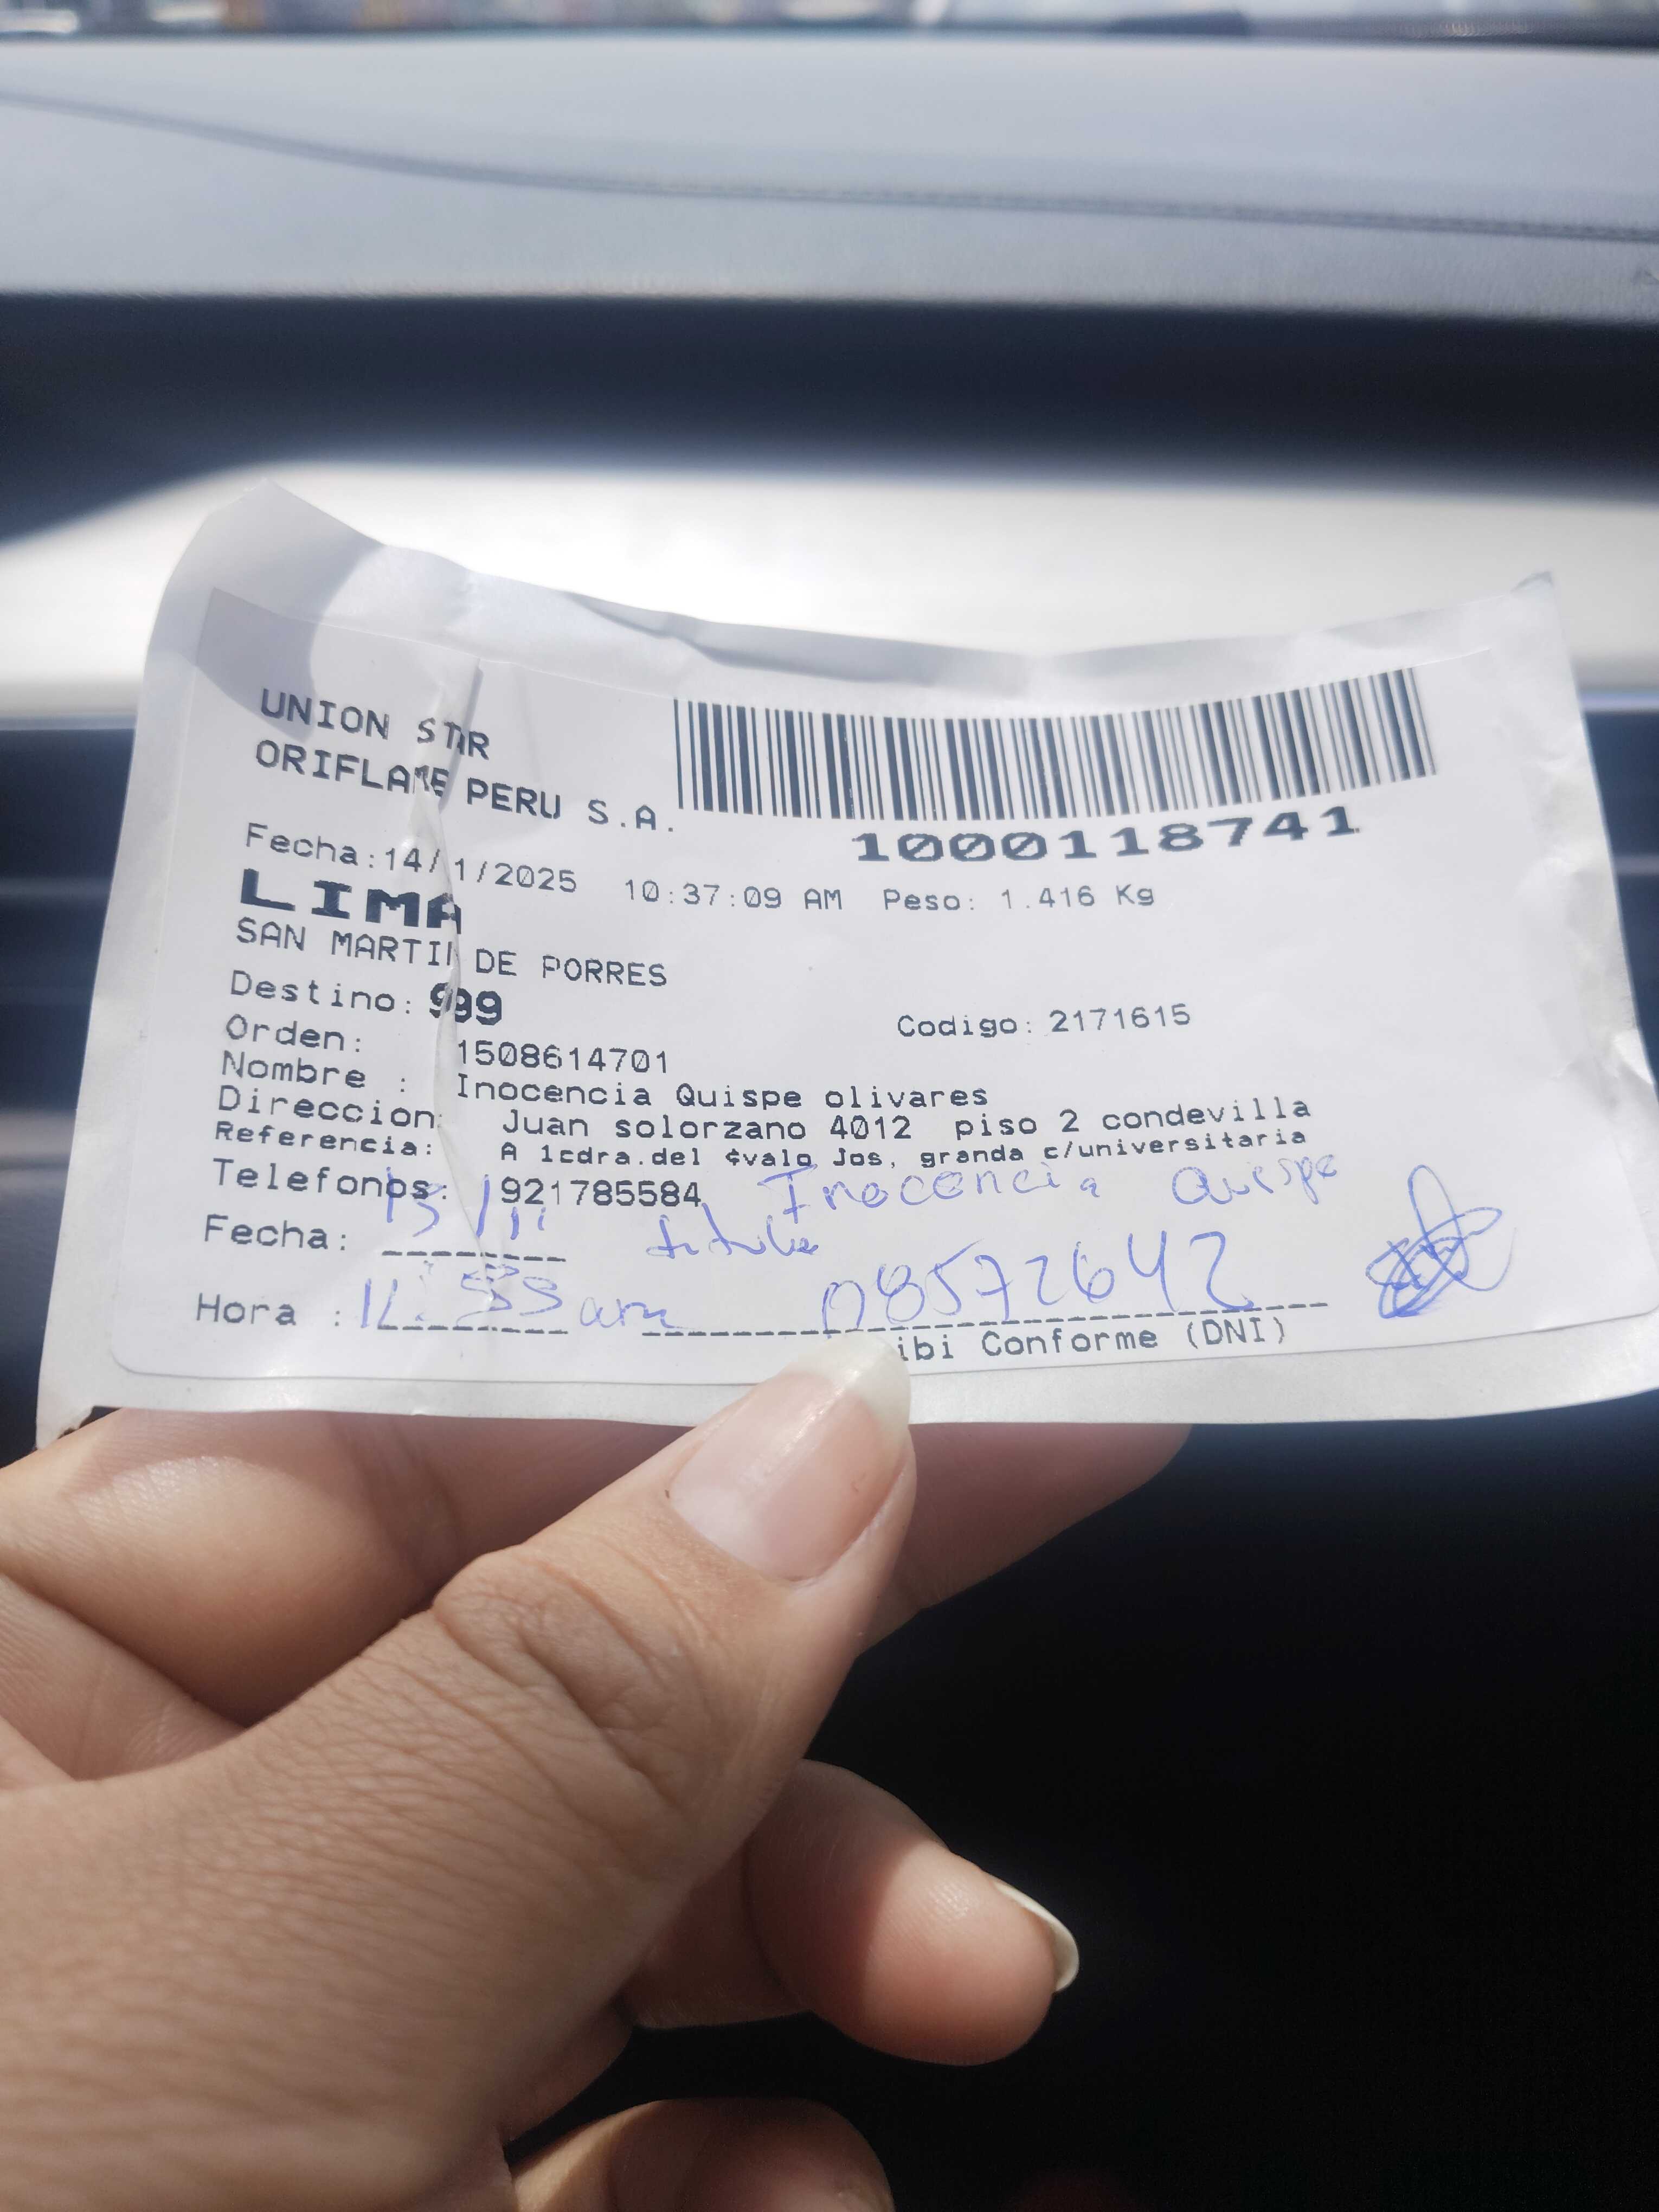 UNION STAR
ORIFLAME PERU S.A.
1000118741
Fecha:14/1/2025 10:37:09 AM Peso: 1.416 Kg
LIMA
SAN MARTIN DE PORRES
Destino: 999
Codigo: 2171615
Orden: 1508614701
Nombre : Inocencia Quispe olivares
Direccion: Juan solorzano 4012 piso 2 condevilla
Referencia: A 1cdra.del ¢valo Jos, granda c/universitaria
Telefonos: 921785584
Inocencia Quispe
Fecha:
titular
Hora : am 08572642
ibi Conforme (DNI)